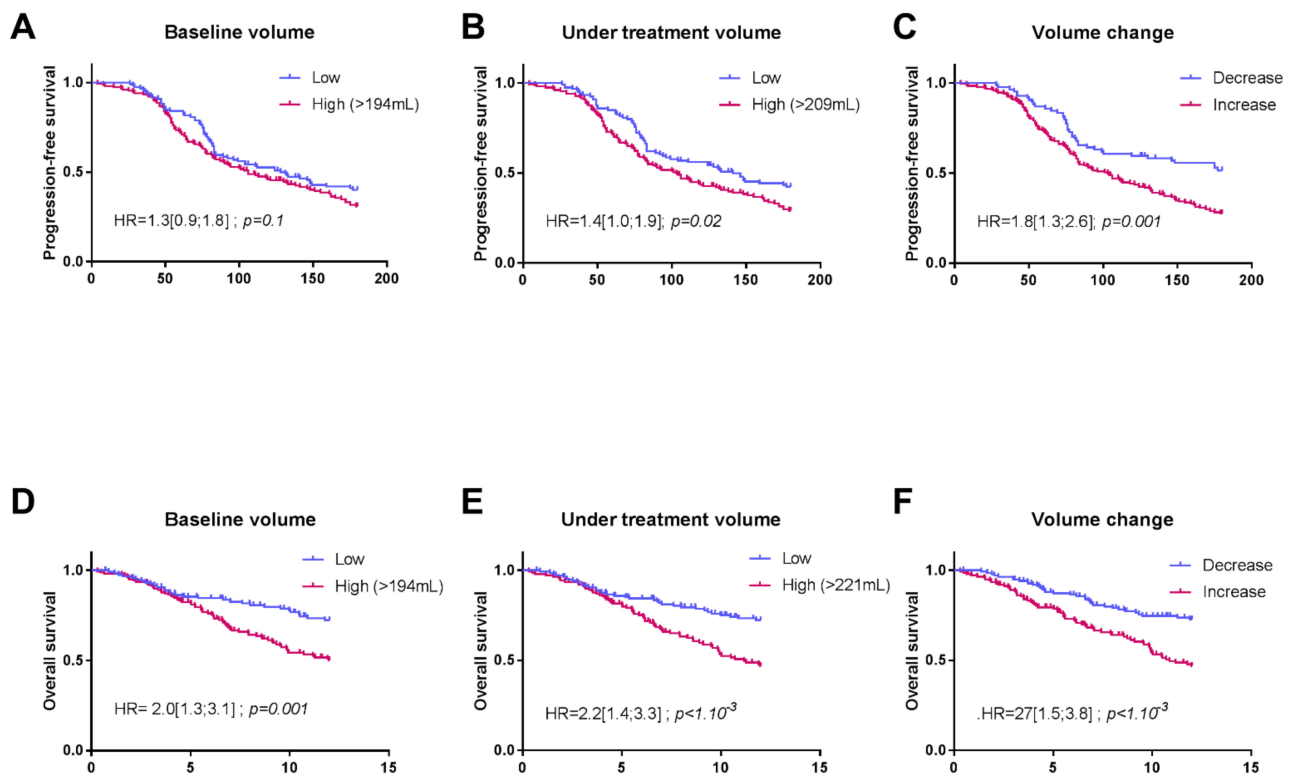 A
Baseline volume
Progression-free survival
1.0
0.5
0.0
Low
High (>194mL)
HR=1.3[0.9;1.8] ; p=0.1
0 50 100 150 200
B
Under treatment volume
Progression-free survival
1.0
0.5
0.0
Low
High (>209mL)
HR=1.4[1.0;1.9]; p=0.02
0 50 100 150 200
C
Volume change
Progression-free survival
1.0
0.5
0.0
Decrease
Increase
HR=1.8[1.3;2.6]; p=0.001
0 50 100 150 200
D
Baseline volume
Overall survival
1.0
0.5
0.0
Low
High (>194mL)
HR= 2.0[1.3;3.1] ; p=0.001
0 5 10 15
E
Under treatment volume
Overall survival
1.0
0.5
0.0
Low
High (>221mL)
HR=2.2[1.4;3.3] ; p<1.10⁻³
0 5 10 15
F
Volume change
Overall survival
1.0
0.5
0.0
Decrease
Increase
.HR=27[1.5;3.8] ; p<1.10⁻³
0 5 10 15